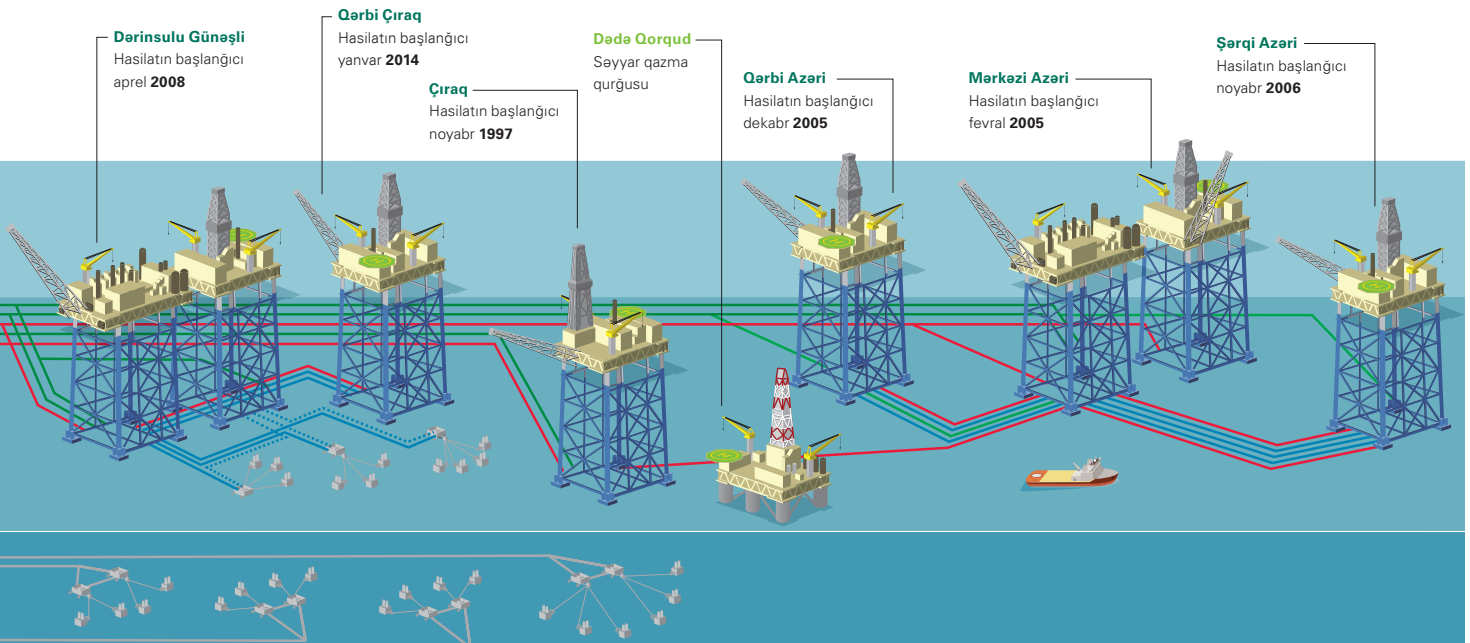 Dərinsulu Günəşli
Hasilatın başlanğıcı
aprel 2008
Qərbi Çıraq
Hasilatın başlanğıcı
yanvar 2014
Çıraq
Hasilatın başlanğıcı
noyabr 1997
Dədə Qorqud
Səyyar qazma
qurğusu
Qərbi Azəri
Hasilatın başlanğıcı
dekabr 2005
Mərkəzi Azəri
Hasilatın başlanğıcı
fevral 2005
Şərqi Azəri
Hasilatın başlanğıcı
noyabr 2006